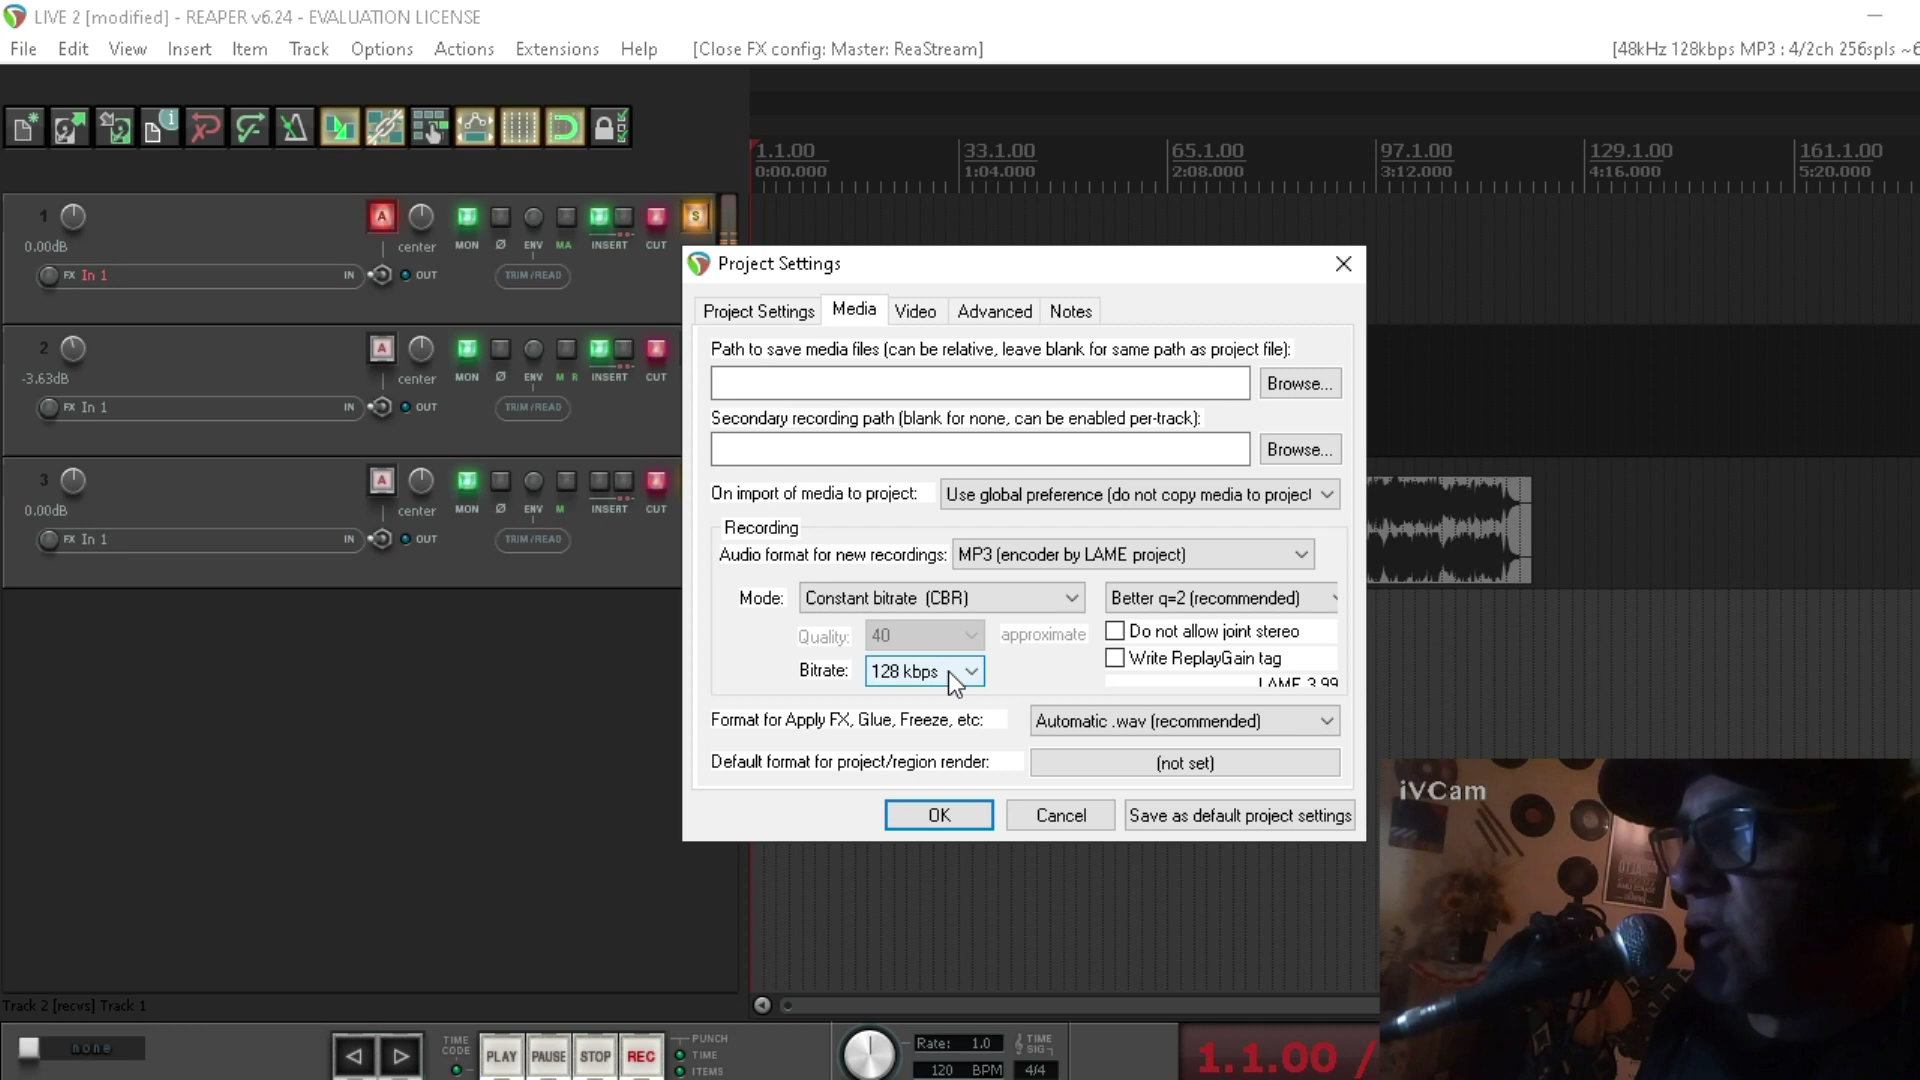 LIVE 2 [modified] - REAPER v6.24 - EVALUATION LICENSE
File Edit View Insert Item Track Options Actions Extensions Help [Close FX config: Master: ReaStream] [48kHz 128kbps MP3 : 4/2ch 256spls ~6
1.1.00 33.1.00 65.1.00 97.1.00 129.1.00 161.1.00
0:00.000 1:04.000 2:08.000 3:12.000 4:16.000 5:20.000
1 A S
0.00dB center MON Ø ENV MA INSERT CUT
FX In 1 IN OUT TRIM/READ
2 A
-3.63dB center MON Ø ENV M R INSERT CUT
FX In 1 IN OUT TRIM/READ
3 A
0.00dB center MON Ø ENV M INSERT CUT
FX In 1 IN OUT TRIM/READ
Project Settings
Project Settings Media Video Advanced Notes
Path to save media files (can be relative, leave blank for same path as project file):
Browse...
Secondary recording path (blank for none, can be enabled per-track):
Browse...
On import of media to project: Use global preference (do not copy media to project
Recording
Audio format for new recordings: MP3 (encoder by LAME project)
Mode: Constant bitrate (CBR) Better q=2 (recommended)
Quality: 40 approximate Do not allow joint stereo
Bitrate: 128 kbps Write ReplayGain tag
LAME 3.99
Format for Apply FX, Glue, Freeze, etc: Automatic .wav (recommended)
Default format for project/region render: (not set)
OK Cancel Save as default project settings
iVCam
Track 2 [recvs] Track 1
none TIME CODE PLAY PAUSE STOP REC PUNCH TIME ITEMS
Rate: 1.0 TIME SIG
120 BPM 4/4
1.1.00 /